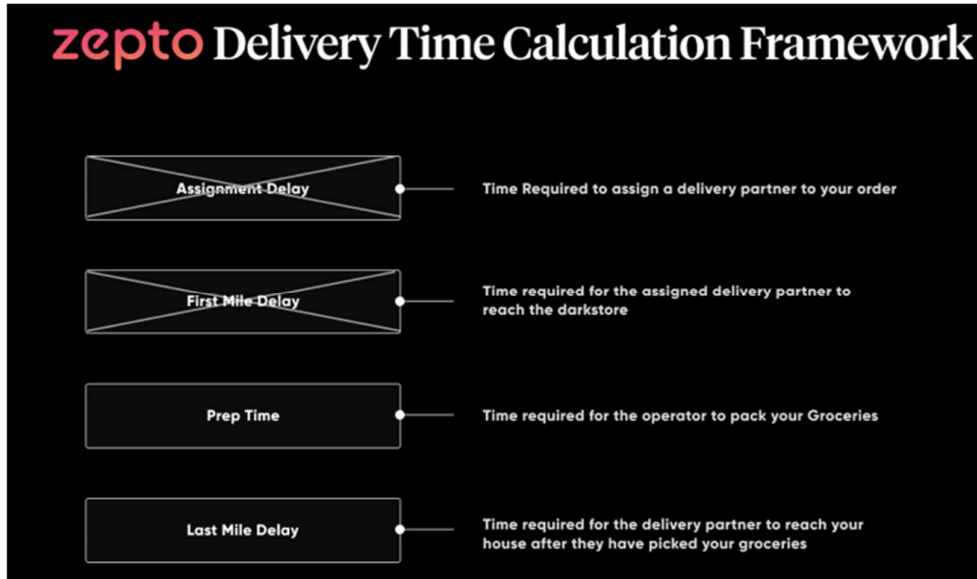 zepto Delivery Time Calculation Framework
Assignment Delay
Time Required to assign a delivery partner to your order
First Mile Delay
Time required for the assigned delivery partner to
reach the darkstore
Prep Time
Time required for the operator to pack your Groceries
Last Mile Delay
Time required for the delivery partner to reach your
house after they have picked your groceries